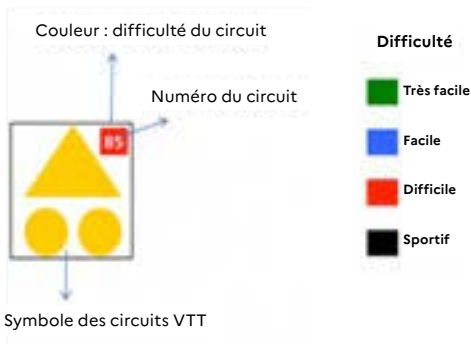 Couleur : difficulté du circuit
Numéro du circuit
85
Symbole des circuits VTT
Difficulté
Très facile
Facile
Difficile
Sportif